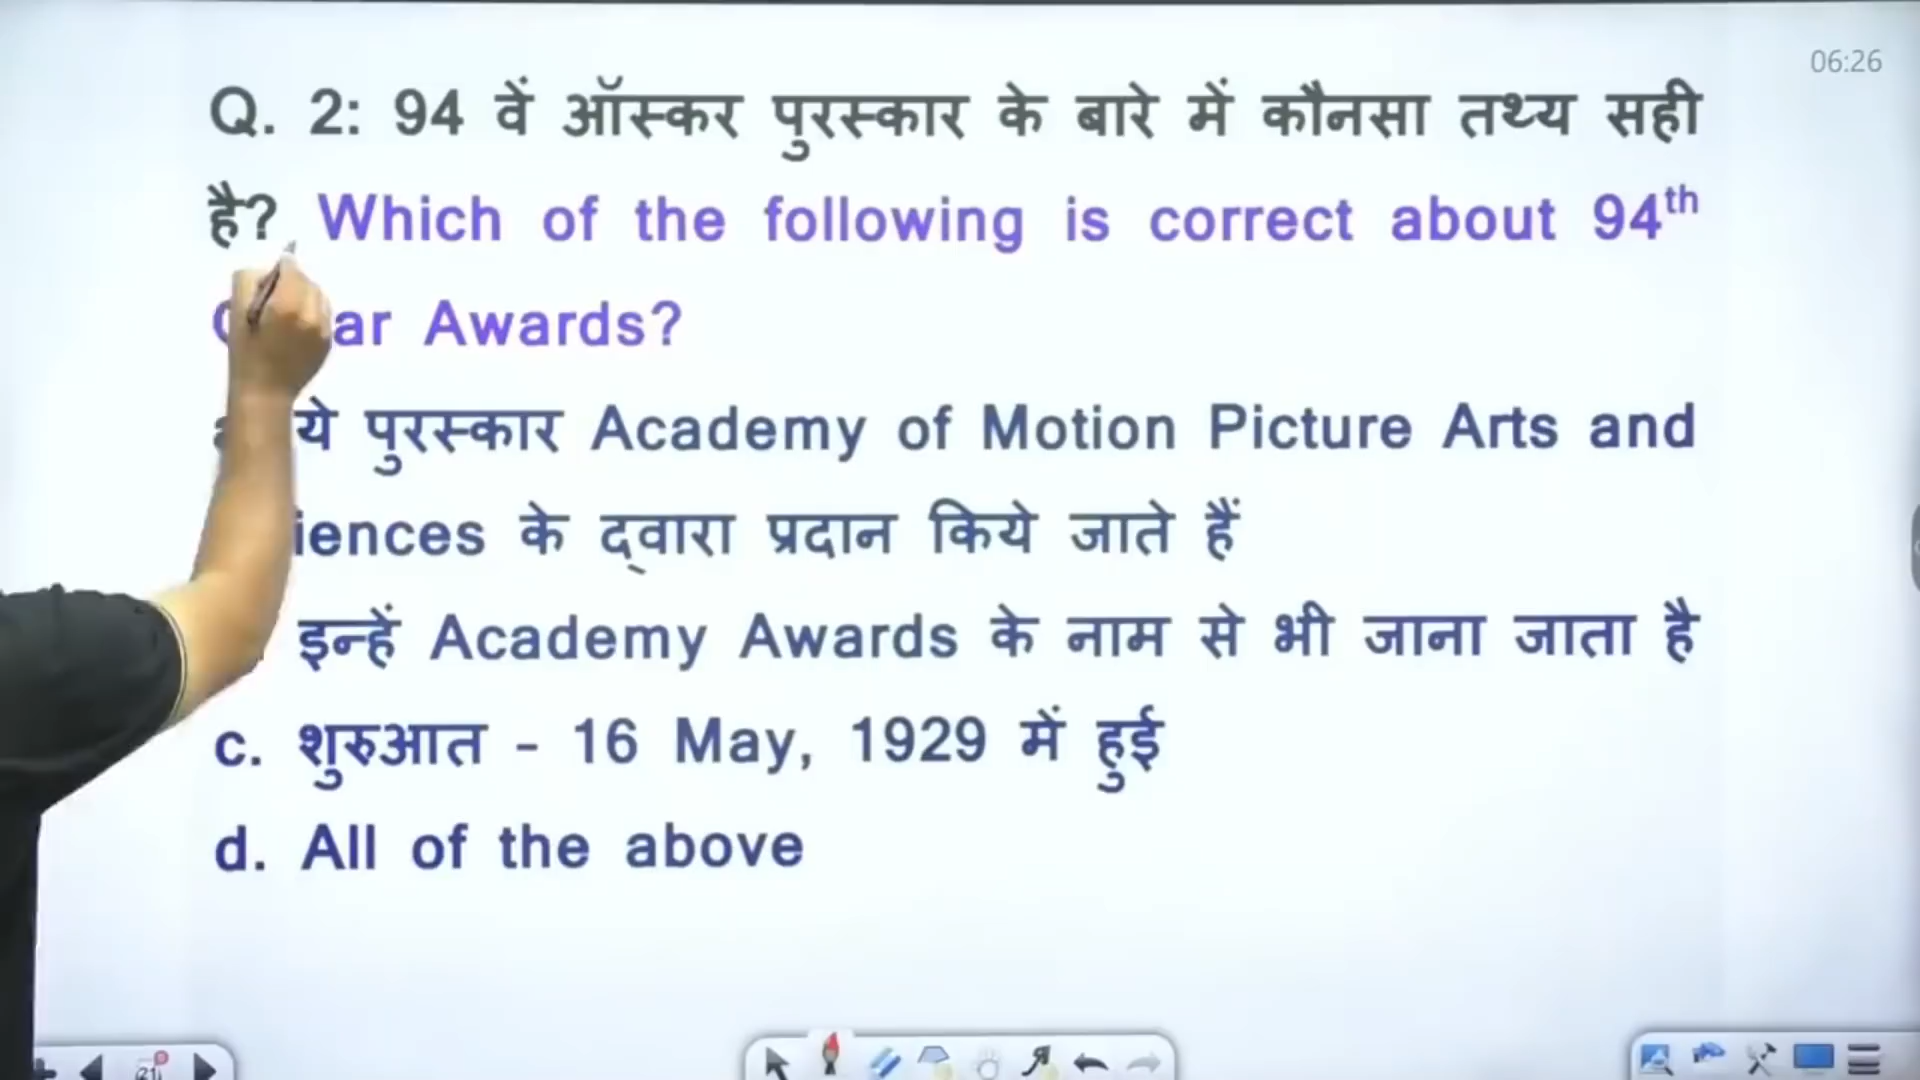 06:26
Q. 2: 94 वें ऑस्कर पुरस्कार के बारे में कौनसा तथ्य सही
है? Which of the following is correct about 94th
Awards?
ये पुरस्कार Academy of Motion Picture Arts and
के द्वारा प्रदान किये जाते हैं
इन्हें Academy Awards के नाम से भी जाना जाता है
c. शुरुआत - 16 May, 1929 में हुई
d. All of the above